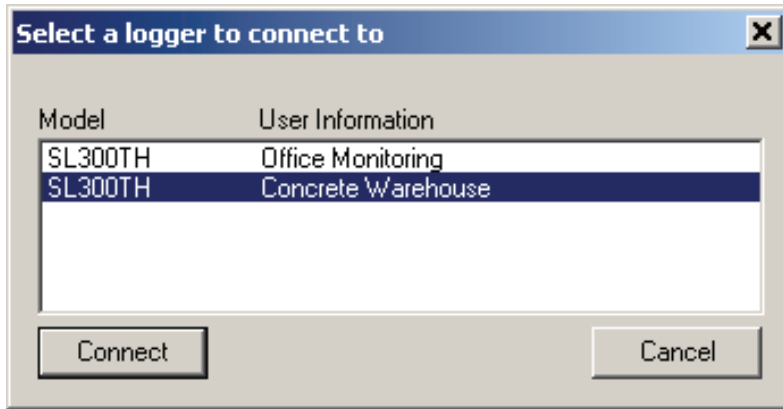 Select a logger to connect to
Model User Information
SL300TH Office Monitoring
SL300TH Concrete Warehouse
Connect Cancel